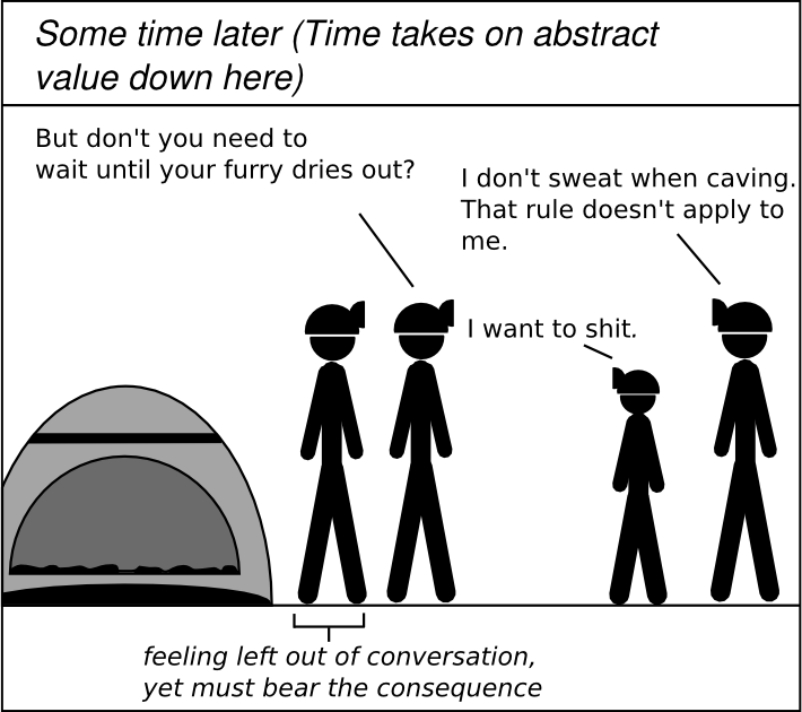 Some time later (Time takes on abstract
value down here)
But don't you need to
wait until your furry dries out?
I don't sweat when caving.
That rule doesn't apply to
me.
I want to shit.
feeling left out of conversation,
yet must bear the consequence